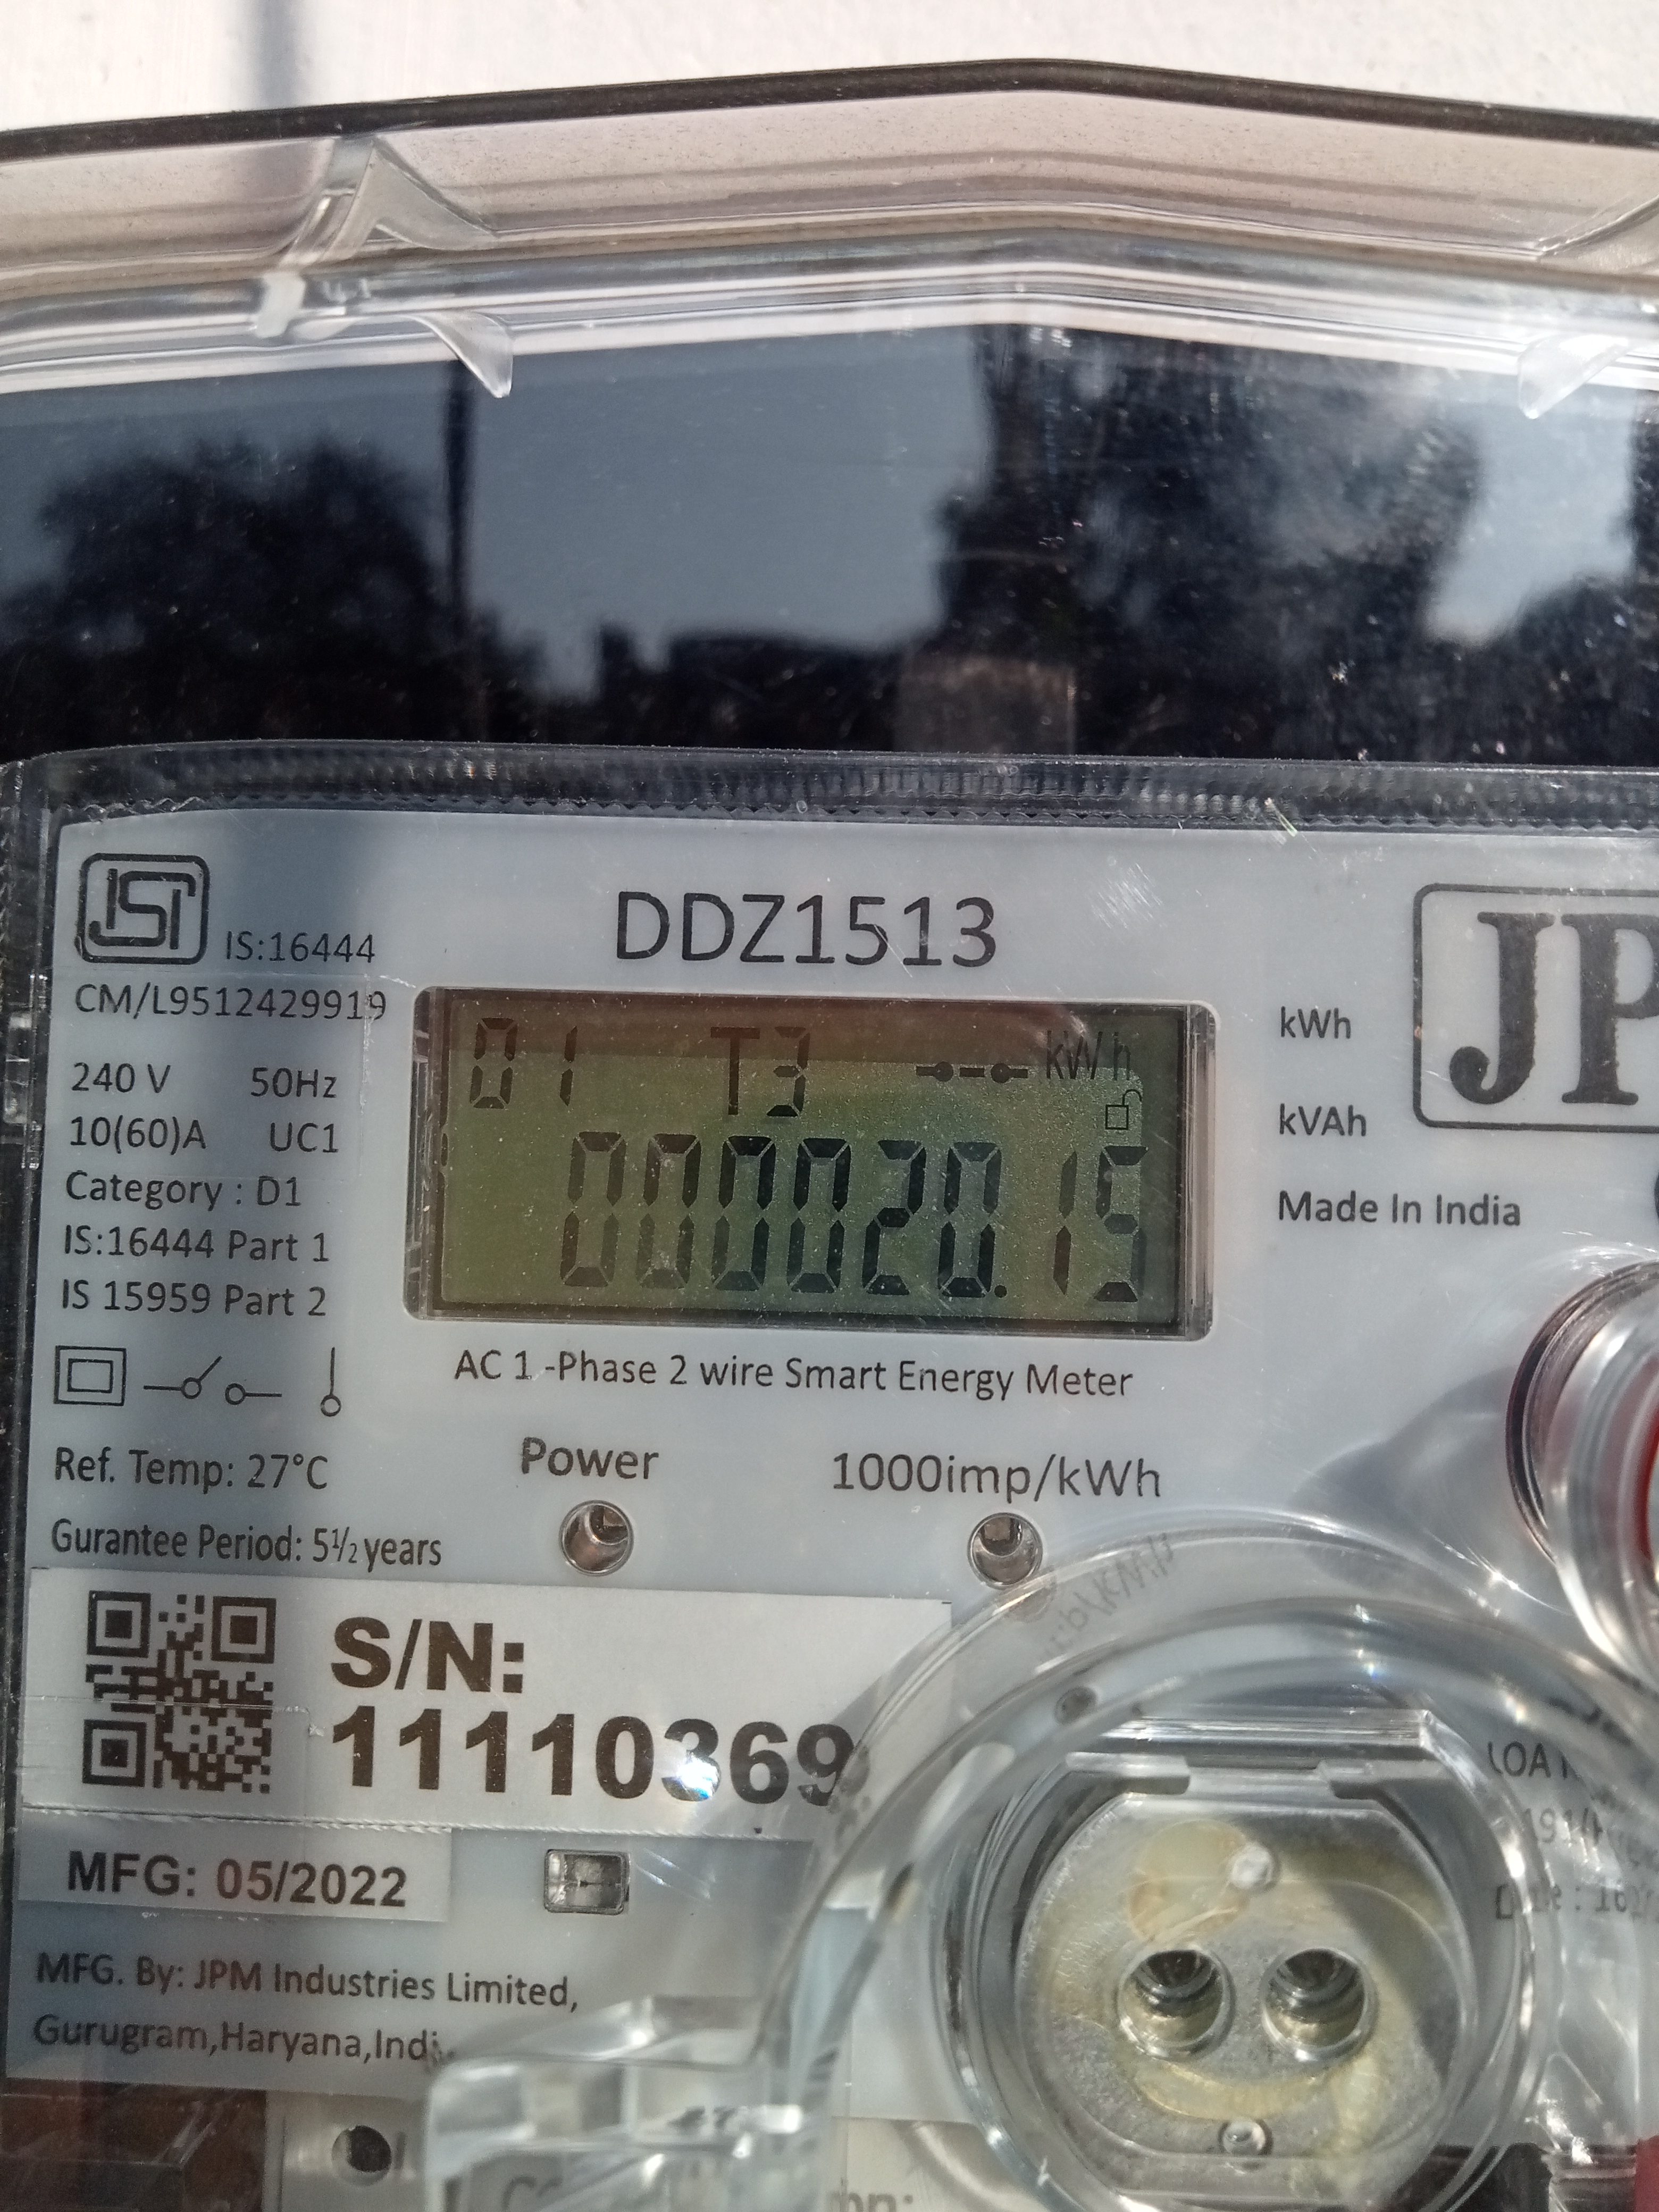 ISI
IS:16444
DDZ1513
JP
CM/L9512429919
240 V 50Hz
10(60)A UC1
Category : D1
IS:16444 Part 1
IS 15959 Part 2
01 T3 kWh
000020.15
kWh
kVAh
Made In India
AC 1 -Phase 2 wire Smart Energy Meter
Ref. Temp: 27°C
Power
1000imp/kWh
Gurantee Period: 5½ years
S/N:
11110369
MFG: 05/2022
MFG. By: JPM Industries Limited,
Gurugram,Haryana,Indi